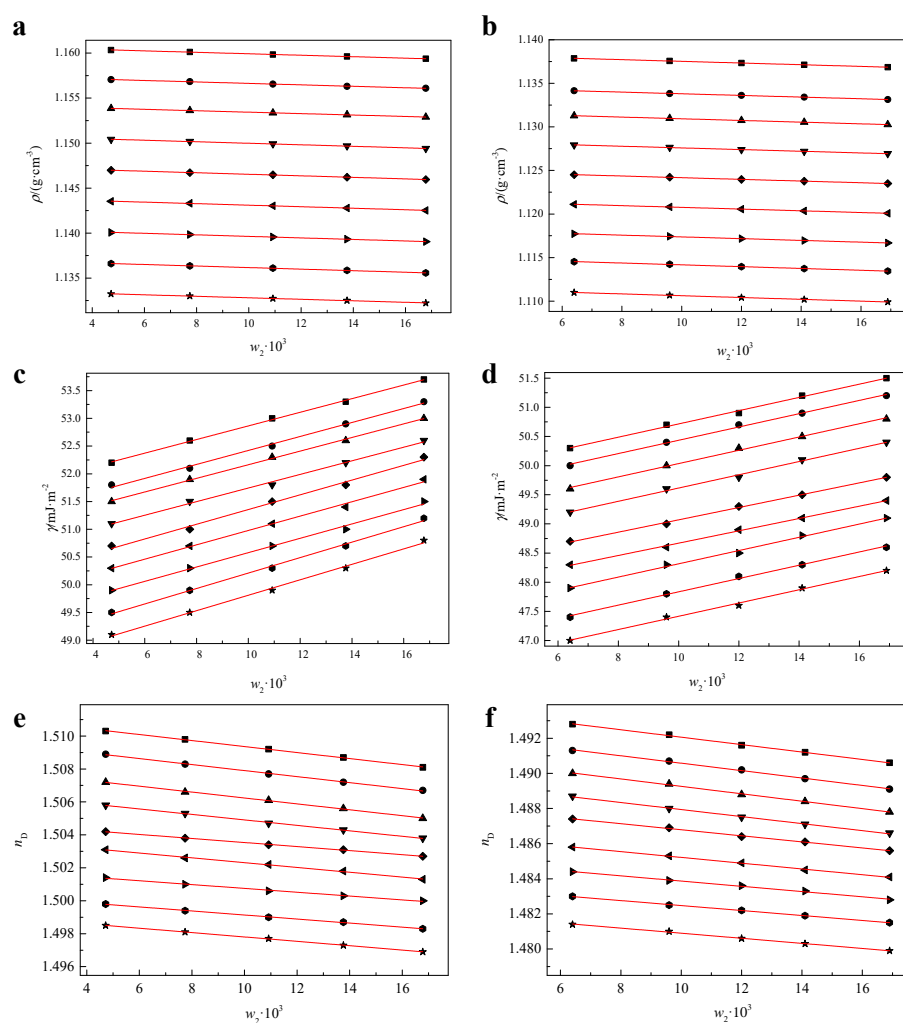 a
1.160
1.155
1.150
1.145
1.140
1.135
ρ/(g·cm⁻³)
4 6 8 10 12 14 16 18
w₂·10³
b
1.140
1.135
1.130
1.125
1.120
1.115
1.110
ρ/(g·cm⁻³)
6 8 10 12 14 16
w₂·10³
c
53.5
53.0
52.5
52.0
51.5
51.0
50.5
50.0
49.5
49.0
γ/mJ·m⁻²
4 6 8 10 12 14 16 18
w₂·10³
d
51.5
51.0
50.5
50.0
49.5
49.0
48.5
48.0
47.5
47.0
γ/mJ·m⁻²
6 8 10 12 14 16
w₂·10³
e
1.510
1.508
1.506
1.504
1.502
1.500
1.498
1.496
n_D
4 6 8 10 12 14 16
w₂·10³
f
1.492
1.490
1.488
1.486
1.484
1.482
1.480
n_D
6 8 10 12 14 16
w₂·10³